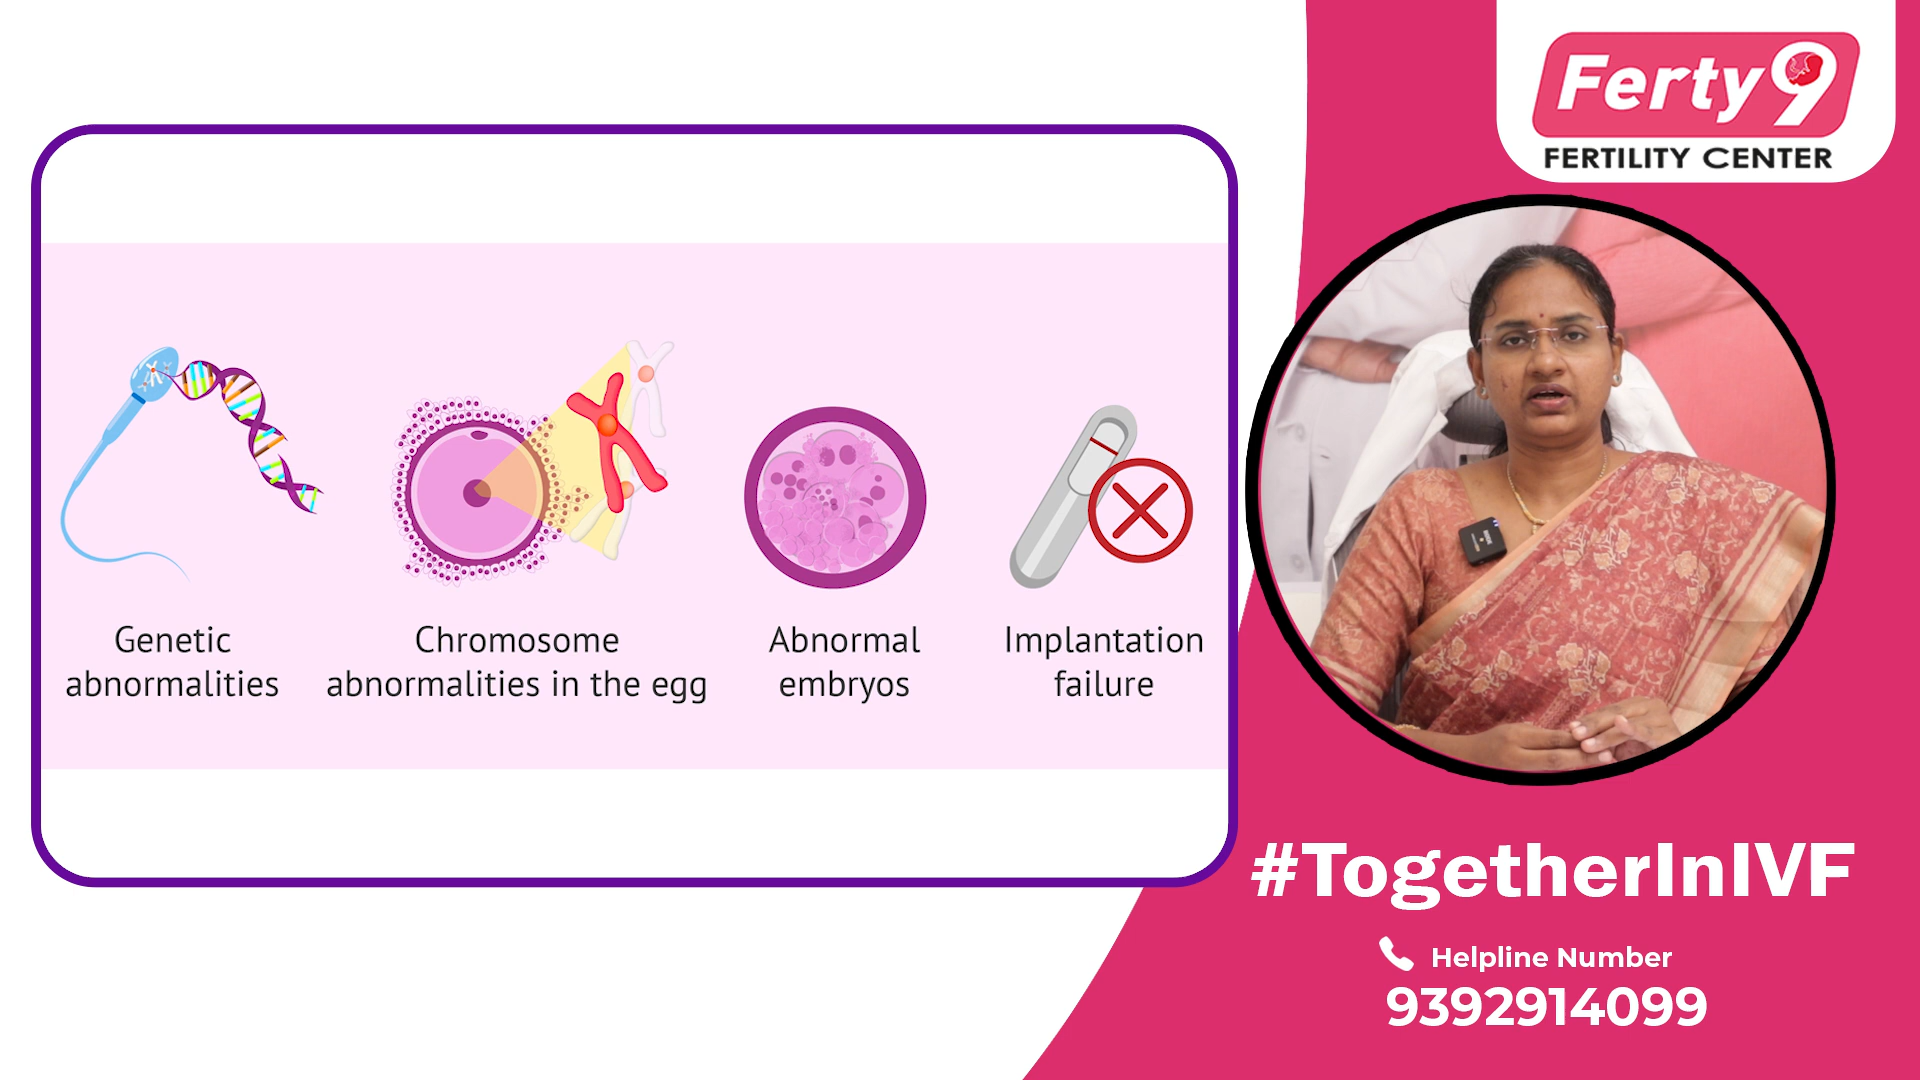 Genetic
abnormalities
Chromosome
abnormalities in the egg
Abnormal
embryos
Implantation
failure
Ferty9
FERTILITY CENTER
#TogetherInIVF
Helpline Number
9392914099